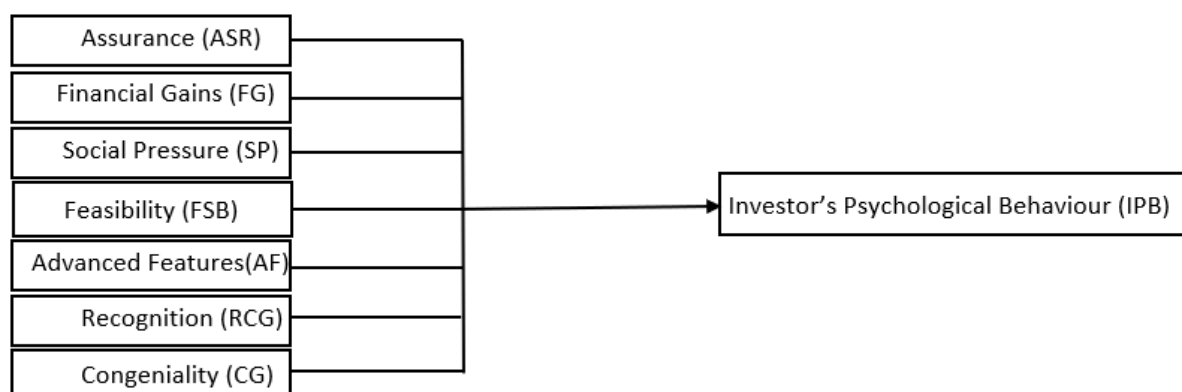 Assurance (ASR)
Financial Gains (FG)
Social Pressure (SP)
Feasibility (FSB)
Advanced Features(AF)
Recognition (RCG)
Congeniality (CG)
Investor’s Psychological Behaviour (IPB)